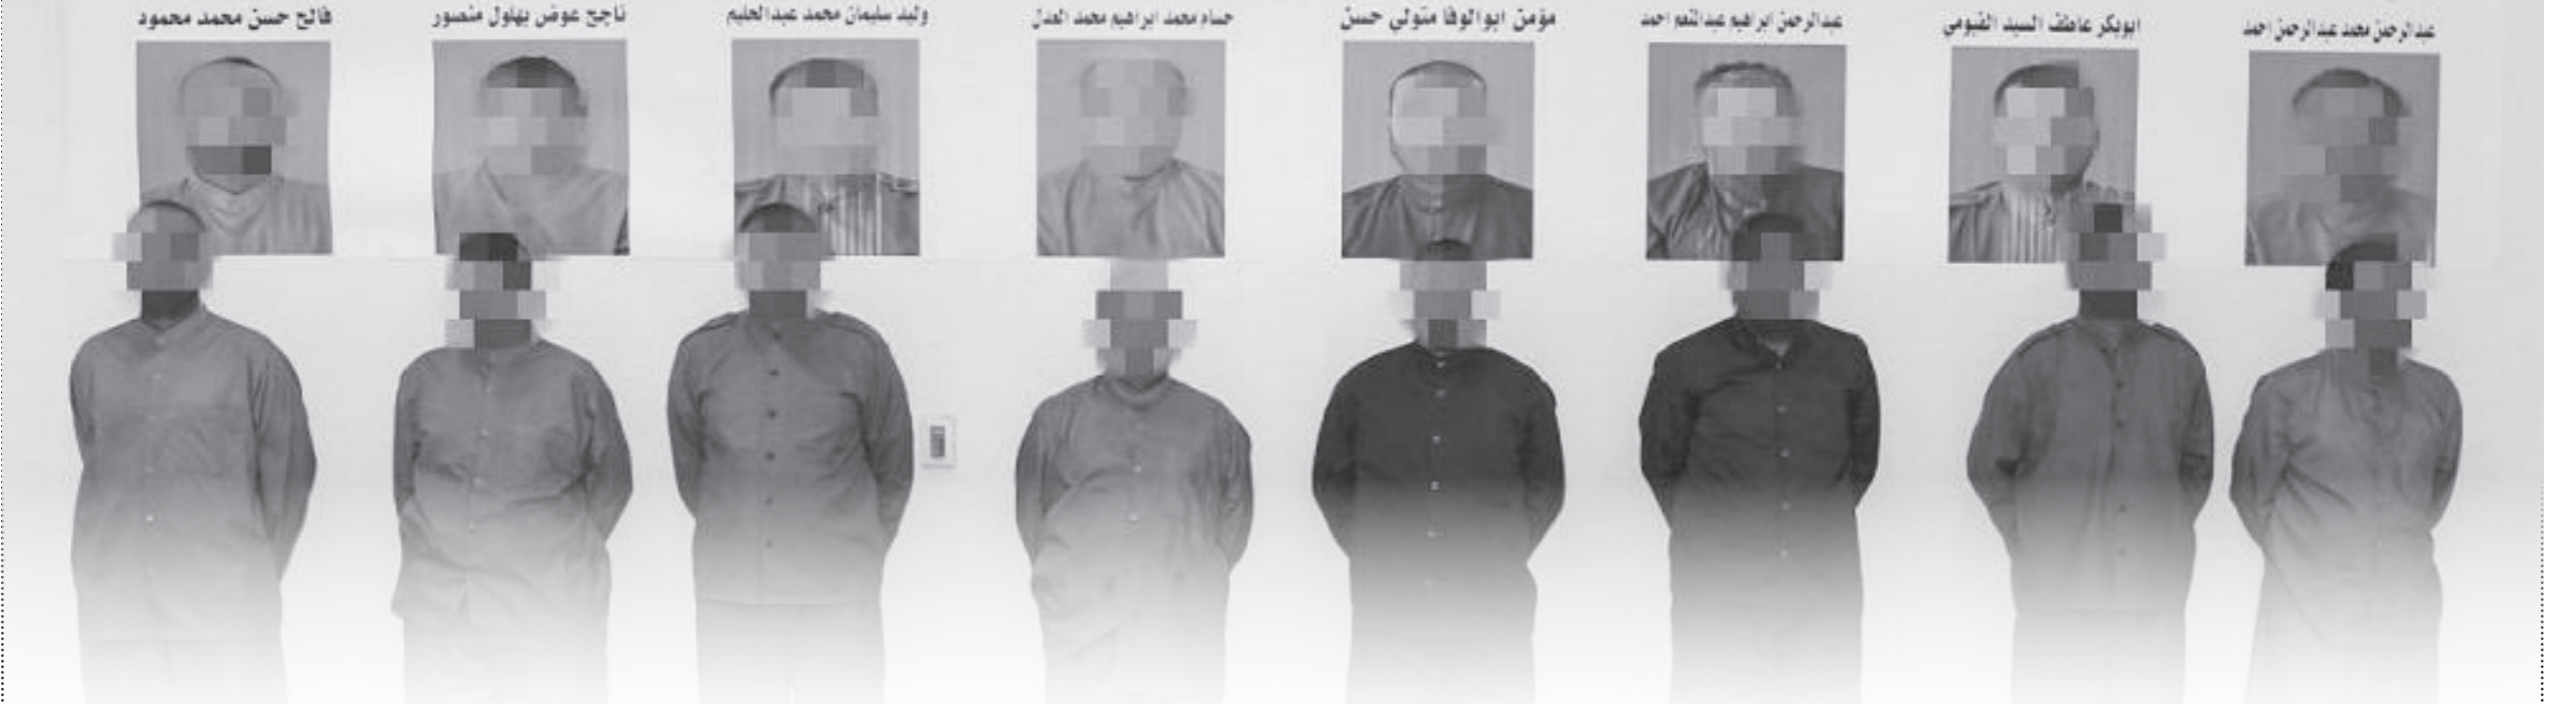 عبدالرحمن محمد عبدالرحمن احمد
ابوبكر عاطف السيد الفيومي
عبدالرحمن ابراهيم عبدالمنعم احمد
مؤمن ابوالوفا متولي حسن
حسام محمد ابراهيم محمد العدل
وليد سليمان محمد عبدالحليم
ناجح عوض بهلول منصور
فالح حسن محمد محمود